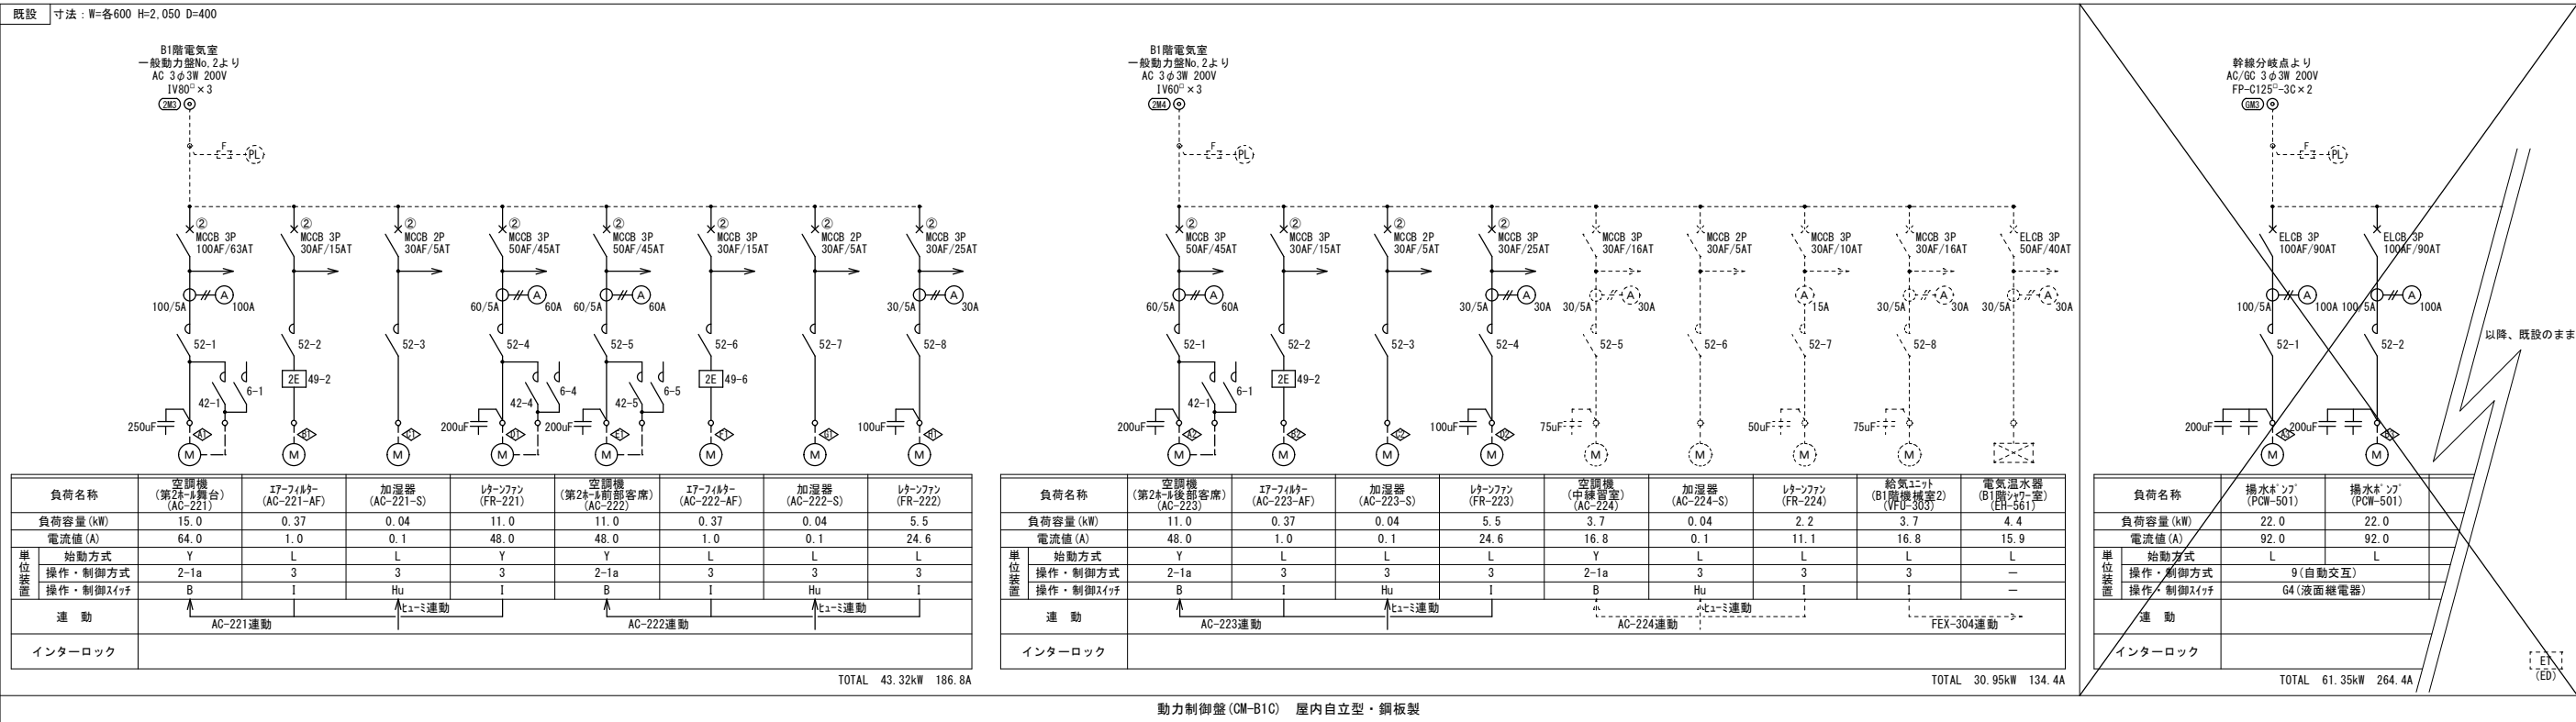 既設 寸法：W=各600 H=2,050 D=400
B1階電気室
一般動力盤No.2より
AC 3φ3W 200V
IV80□×3
2M3
F PL
② ② ② ② ② ② ② ②
MCCB 3P MCCB 3P MCCB 2P MCCB 3P MCCB 3P MCCB 3P MCCB 2P MCCB 3P
100AF/63AT 30AF/15AT 30AF/5AT 50AF/45AT 50AF/45AT 30AF/15AT 30AF/5AT 30AF/25AT
A A A A
100/5A 100A 60/5A 60A 60/5A 60A 30/5A 30A
52-1 52-2 52-3 52-4 52-5 52-6 52-7 52-8
2E 49-2 2E 49-6
42-1 6-1 42-4 6-4 42-5 6-5
250uF 200uF 200uF 100uF
A1 B1 C1 D1 E1 F1 G1 H1
M M M M M M M M
負荷名称 空調機 (第2ホール舞台) (AC-221) エアーフィルター (AC-221-AF) 加湿器 (AC-221-S) レターンファン (FR-221) 空調機 (第2ホール前部客席) (AC-222) エアーフィルター (AC-222-AF) 加湿器 (AC-222-S) レターンファン (FR-222)
負荷容量(kW) 15.0 0.37 0.04 11.0 11.0 0.37 0.04 5.5
電流値(A) 64.0 1.0 0.1 48.0 48.0 1.0 0.1 24.6
単位装置 始動方式 Y L L Y Y L L L
操作・制御方式 2-1a 3 3 3 2-1a 3 3 3
操作・制御スイッチ B I Hu I B I Hu I
連 動 AC-221連動 ヒューミ連動 AC-222連動 ヒューミ連動
インターロック
TOTAL 43.32kW 186.8A
B1階電気室
一般動力盤No.2より
AC 3φ3W 200V
IV60□×3
2M4
F PL
② ② ② ②
MCCB 3P MCCB 3P MCCB 3P MCCB 3P MCCB 3P MCCB 2P MCCB 3P MCCB 3P ELCB 3P
50AF/45AT 30AF/15AT 30AF/5AT 30AF/25AT 30AF/16AT 30AF/5AT 30AF/10AT 30AF/16AT 50AF/40AT
A A A A A A
60/5A 60A 30/5A 30A 30/5A 30A 15A 30/5A 30A 30/5A 30A
52-1 52-2 52-3 52-4 52-5 52-6 52-7 52-8
2E 49-2
42-1 6-1
200uF 100uF 75uF 50uF 75uF
A2 B2 C2 D2
M M M M M M M M
負荷名称 空調機 (第2ホール後部客席) (AC-223) エアーフィルター (AC-223-AF) 加湿器 (AC-223-S) レターンファン (FR-223) 空調機 (中練習室) (AC-224) 加湿器 (AC-224-S) レターンファン (FR-224) 給気ユニット (B1階機械室2) (VFU-303) 電気温水器 (B1階シャワー室) (EH-561)
負荷容量(kW) 11.0 0.37 0.04 5.5 3.7 0.04 2.2 3.7 4.4
電流値(A) 48.0 1.0 0.1 24.6 16.8 0.1 11.1 16.8 15.9
単位装置 始動方式 Y L L L Y L L L L
操作・制御方式 2-1a 3 3 3 2-1a 3 3 3 －
操作・制御スイッチ B I Hu I B Hu I I －
連 動 AC-223連動 ヒューミ連動 AC-224連動 ヒューミ連動 FEX-304連動
インターロック
TOTAL 30.95kW 134.4A
幹線分岐点より
AC/GC 3φ3W 200V
FP-C125□-3C×2
GM3
F PL
ELCB 3P ELCB 3P
100AF/90AT 100AF/90AT
A A
100/5A 100A 100/5A 100A
52-1 52-2
以降、既設のまま
200uF 200uF
A3 B3
M M
負荷名称 揚水ポンプ (PCW-501) 揚水ポンプ (PCW-501)
負荷容量(kW) 22.0 22.0
電流値(A) 92.0 92.0
単位装置 始動方式 L L
操作・制御方式 9(自動交互)
操作・制御スイッチ G4(液面継電器)
連 動
インターロック
TOTAL 61.35kW 264.4A
ET
(ED)
動力制御盤(CM-B1C) 屋内自立型・鋼板製